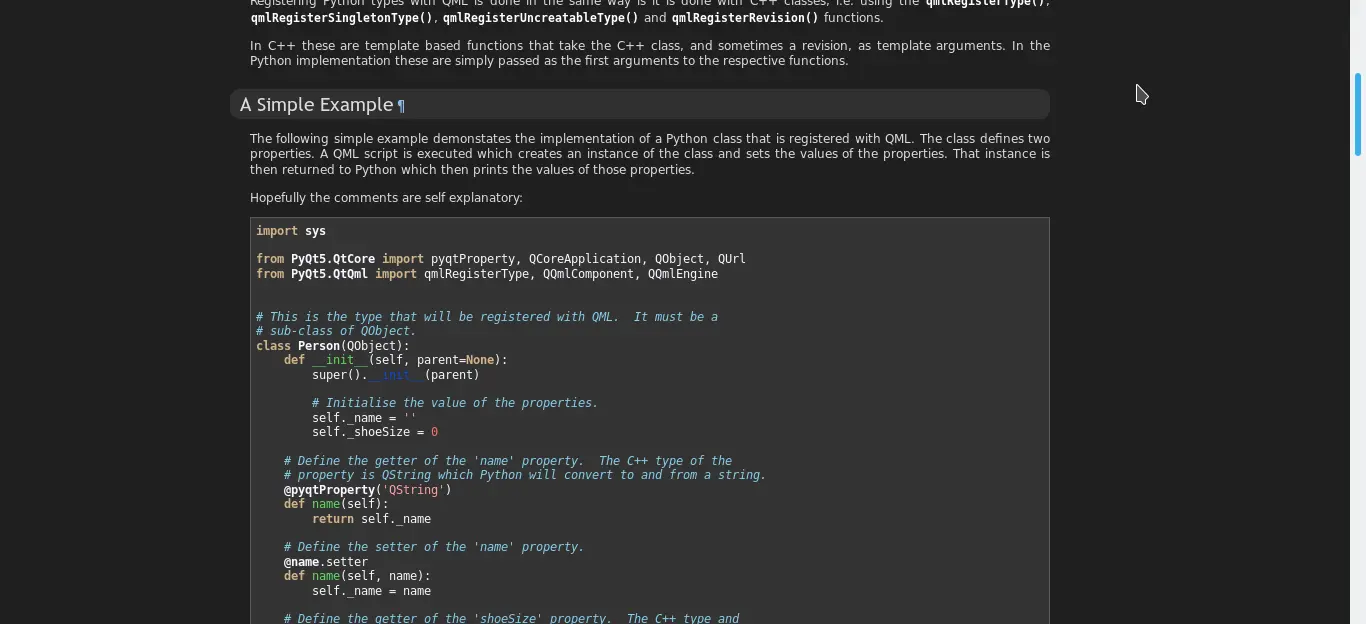 Registering Python types with QML is done in the same way is it is done with C++ classes, i.e. using the qmlRegisterType(),
qmlRegisterSingletonType(), qmlRegisterUncreatableType() and qmlRegisterRevision() functions.
In C++ these are template based functions that take the C++ class, and sometimes a revision, as template arguments. In the
Python implementation these are simply passed as the first arguments to the respective functions.
A Simple Example ¶
The following simple example demonstates the implementation of a Python class that is registered with QML. The class defines two
properties. A QML script is executed which creates an instance of the class and sets the values of the properties. That instance is
then returned to Python which then prints the values of those properties.
Hopefully the comments are self explanatory:
import sys
from PyQt5.QtCore import pyqtProperty, QCoreApplication, QObject, QUrl
from PyQt5.QtQml import qmlRegisterType, QQmlComponent, QQmlEngine
# This is the type that will be registered with QML.  It must be a
# sub-class of QObject.
class Person(QObject):
    def __init__(self, parent=None):
        super().__init__(parent)
        # Initialise the value of the properties.
        self._name = ''
        self._shoeSize = 0
    # Define the getter of the 'name' property.  The C++ type of the
    # property is QString which Python will convert to and from a string.
    @pyqtProperty('QString')
    def name(self):
        return self._name
    # Define the setter of the 'name' property.
    @name.setter
    def name(self, name):
        self._name = name
    # Define the getter of the 'shoeSize' property.  The C++ type and